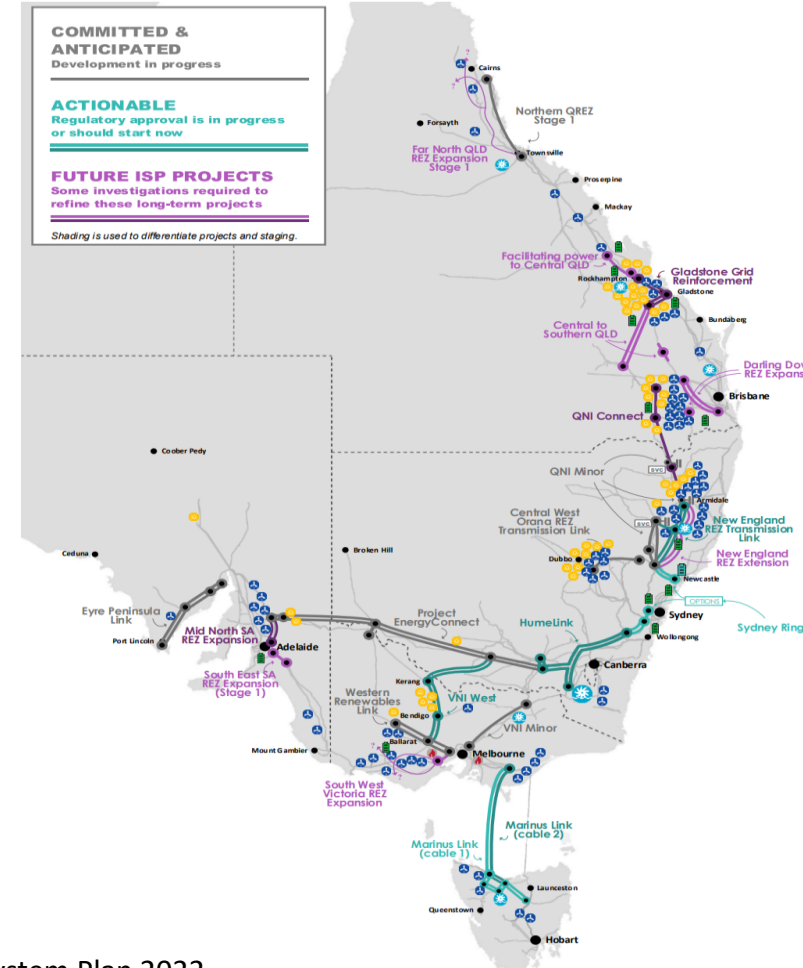 COMMITTED &
ANTICIPATED
Development in progress
ACTIONABLE
Regulatory approval is in progress
or should start now
FUTURE ISP PROJECTS
Some investigations required to
refine these long-term projects
Shading is used to differentiate projects and staging.
Cairns
Forsayth
Northern QREZ
Stage 1
Far North QLD
REZ Expansion
Stage 1
Townsville
Proserpine
Mackay
Facilitating power
to Central QLD
Rockhampton
Gladstone Grid
Reinforcement
Gladstone
Bundaberg
Central to
Southern QLD
Darling Dow
REZ Expans
Brisbane
QNI Connect
Coober Pedy
QNI Minor
SVC
Armidale
Central West
Orana REZ
Transmission Link
SVC
New England
REZ Transmission
Link
Dubbo
New England
REZ Extension
Ceduna
Broken Hill
Newcastle
OPTIONS
Eyre Peninsula
Link
Port Lincoln
Mid North SA
REZ Expansion
Adelaide
Project
EnergyConnect
HumeLink
Sydney
Sydney Ring
Wollongong
Canberra
South East SA
REZ Expansion
(Stage 1)
Kerang
Western
Renewables
Link
VNI West
Bendigo
VNI Minor
Ballarat
Mount Gambier
Melbourne
South West
Victoria REZ
Expansion
Marinus Link
(cable 2)
Marinus Link
(cable 1)
Launceston
Queenstown
Hobart
ystem Plan 2022